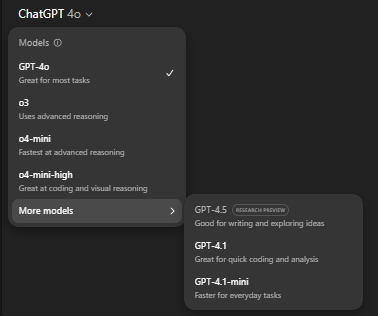 ChatGPT 4o
Models
GPT-4o
Great for most tasks
o3
Uses advanced reasoning
o4-mini
Fastest at advanced reasoning
o4-mini-high
Great at coding and visual reasoning
More models
GPT-4.5 RESEARCH PREVIEW
Good for writing and exploring ideas
GPT-4.1
Great for quick coding and analysis
GPT-4.1-mini
Faster for everyday tasks